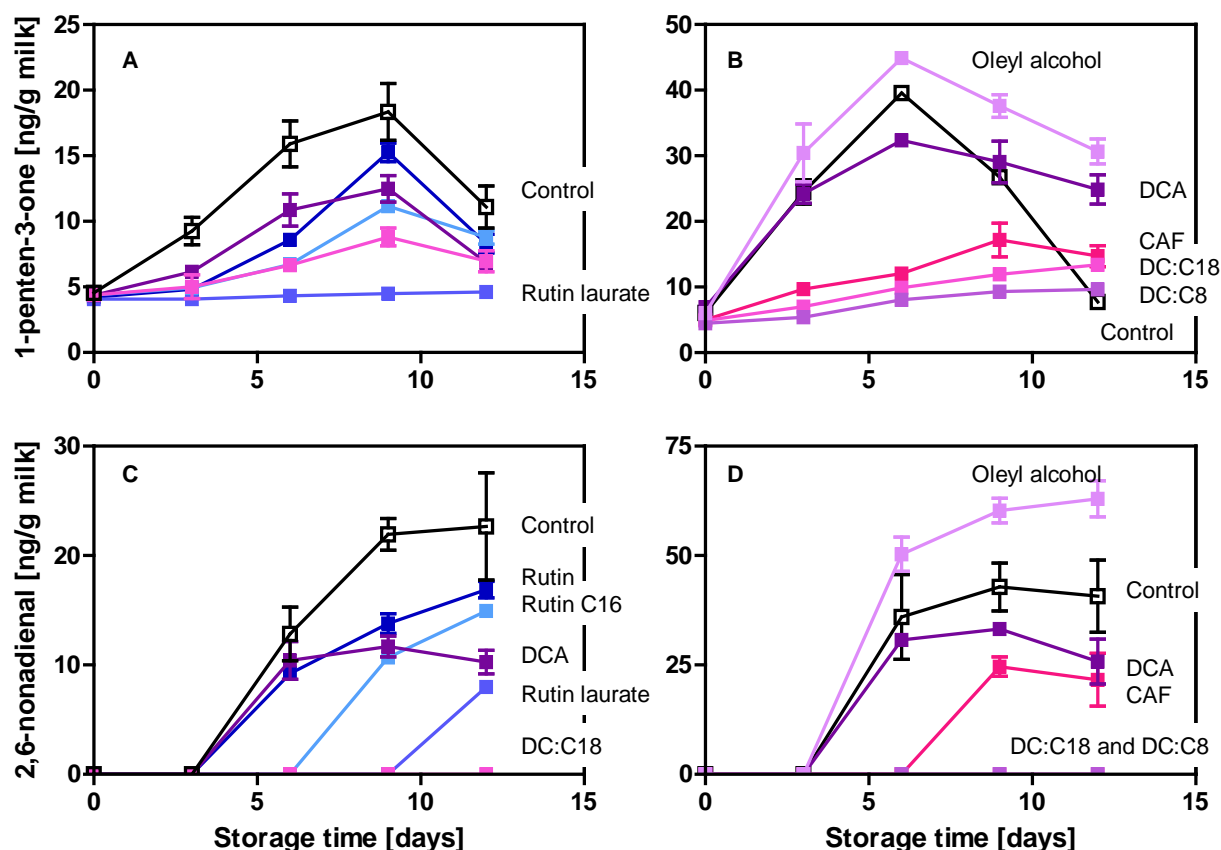 1-penten-3-one [ng/g milk]
25
20
15
10
5
0
A
Control
Rutin laurate
0
5
10
15
50
40
30
20
10
0
B
Oleyl alcohol
DCA
CAF
DC:C18
DC:C8
Control
0
5
10
15
2,6-nonadienal [ng/g milk]
30
20
10
0
C
Control
Rutin
Rutin C16
DCA
Rutin laurate
DC:C18
0
5
10
15
Storage time [days]
75
50
25
0
D
Oleyl alcohol
Control
DCA
CAF
DC:C18 and DC:C8
0
5
10
15
Storage time [days]